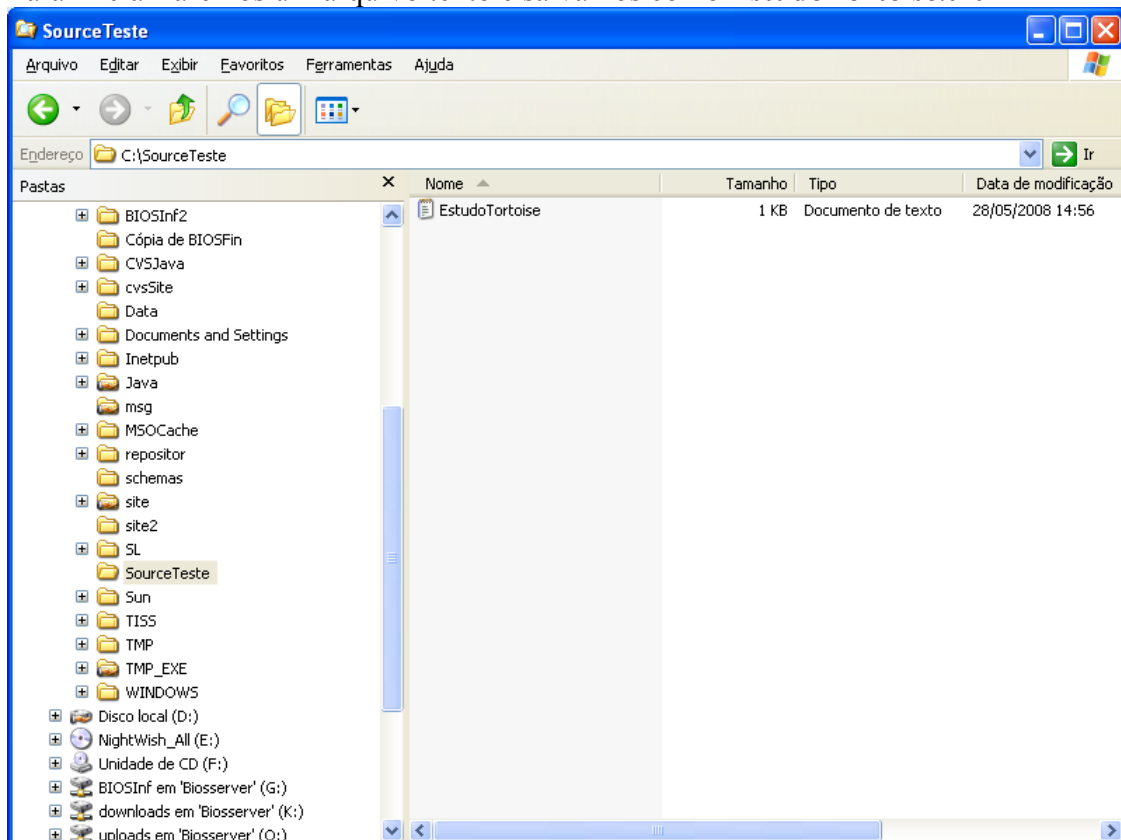 SourceTeste
Arquivo Editar Exibir Favoritos Ferramentas Ajuda
Endereço C:\SourceTeste Ir
Pastas
BIOSInf2
Cópia de BIOSFin
CVSJava
cvsSite
Data
Documents and Settings
Inetpub
Java
msg
MSOCache
repositor
schemas
site
site2
SL
SourceTeste
Sun
TISS
TMP
TMP_EXE
WINDOWS
Disco local (D:)
NightWish_All (E:)
Unidade de CD (F:)
BIOSInf em 'Biosserver' (G:)
downloads em 'Biosserver' (K:)
uploads em 'Biosserver' (O:)
Nome Tamanho Tipo Data de modificação
EstudoTortoise 1 KB Documento de texto 28/05/2008 14:56